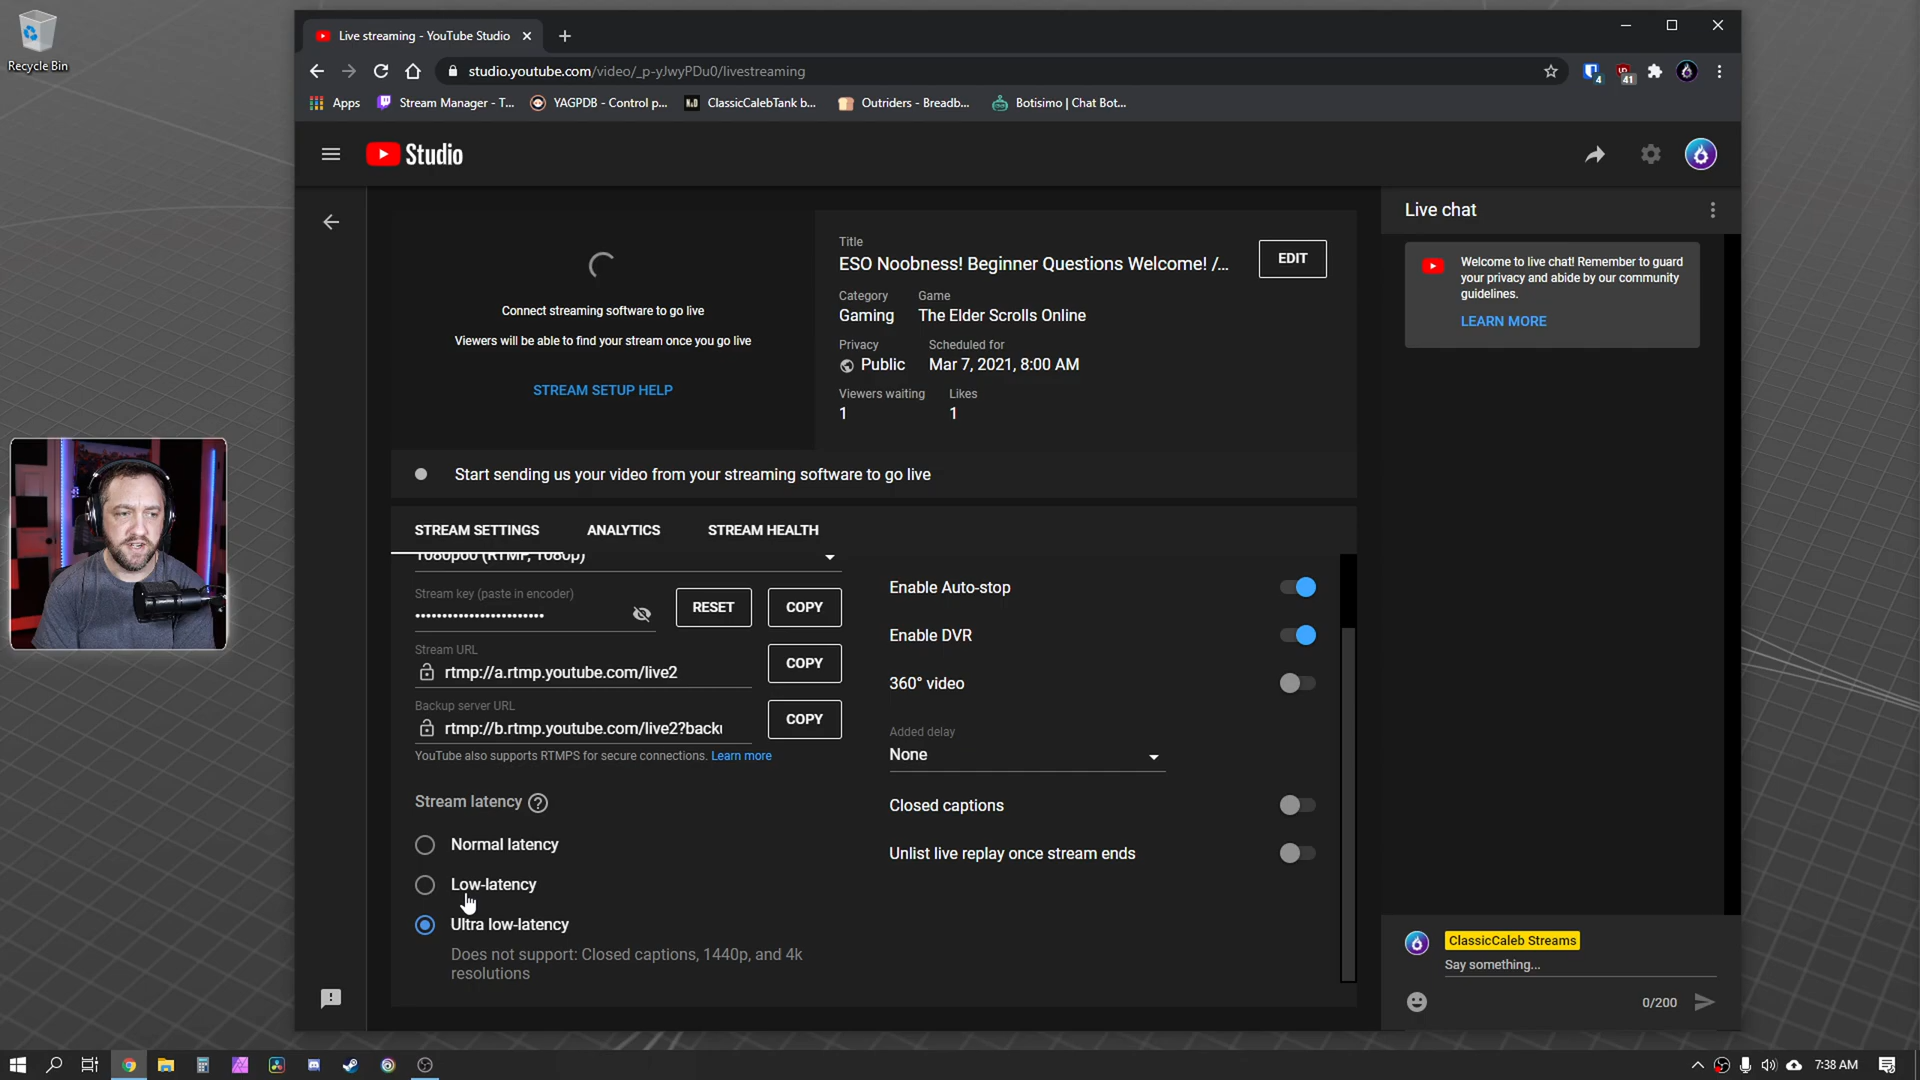 Recycle Bin
Live streaming - YouTube Studio
studio.youtube.com/video/_p-yJwyPDu0/livestreaming
4
41
Apps
Stream Manager - T...
YAGPDB - Control p...
ClassicCalebTank b...
Outriders - Breadb...
Botisimo | Chat Bot...
Studio
Connect streaming software to go live
Viewers will be able to find your stream once you go live
STREAM SETUP HELP
Title
ESO Noobness! Beginner Questions Welcome! /...
EDIT
Category Game
Gaming The Elder Scrolls Online
Privacy Scheduled for
Public Mar 7, 2021, 8:00 AM
Viewers waiting Likes
1 1
Live chat
Welcome to live chat! Remember to guard
your privacy and abide by our community
guidelines.
LEARN MORE
Start sending us your video from your streaming software to go live
STREAM SETTINGS ANALYTICS STREAM HEALTH
1080p60 (RTMP, 1080p)
Stream key (paste in encoder)
••••••••••••••••••••••••
RESET
COPY
Stream URL
rtmp://a.rtmp.youtube.com/live2
COPY
Backup server URL
rtmp://b.rtmp.youtube.com/live2?backu
COPY
YouTube also supports RTMPS for secure connections. Learn more
Stream latency ?
Normal latency
Low-latency
Ultra low-latency
Does not support: Closed captions, 1440p, and 4k
resolutions
Enable Auto-stop
Enable DVR
360° video
Added delay
None
Closed captions
Unlist live replay once stream ends
ClassicCaleb Streams
Say something...
0/200
7:38 AM